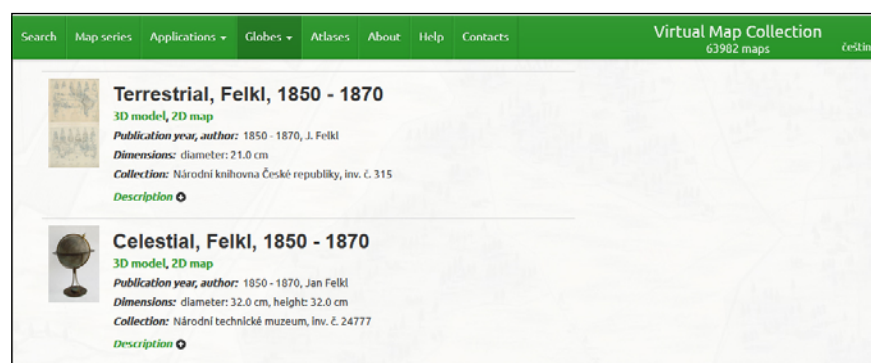 Search Map series Applications Globes Atlases About Help Contacts
Virtual Map Collection
63982 maps
češtin
Terrestrial, Felkl, 1850 - 1870
3D model, 2D map
Publication year, author: 1850 - 1870, J. Felkl
Dimensions: diameter: 21.0 cm
Collection: Národní knihovna České republiky, inv. č. 315
Description
Celestial, Felkl, 1850 - 1870
3D model, 2D map
Publication year, author: 1850 - 1870, Jan Felkl
Dimensions: diameter: 32.0 cm, height: 32.0 cm
Collection: Národní technické muzeum, inv. č. 24777
Description